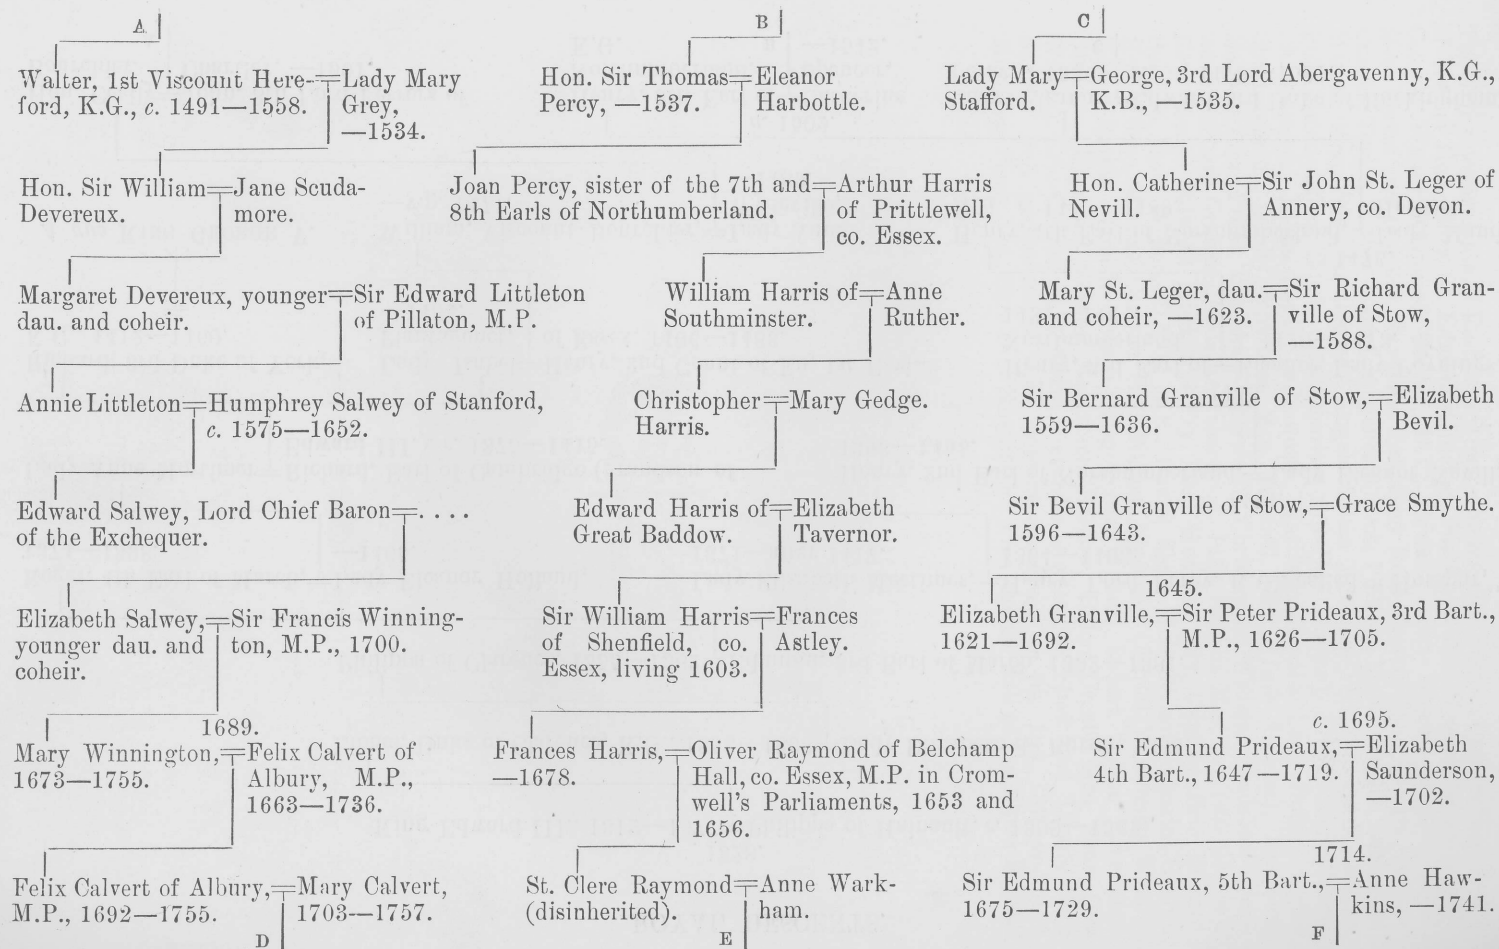 A
Walter, 1st Viscount Here-
ford, K.G., c. 1491—1558.
Lady Mary
Grey,
—1534.
Hon. Sir William
Devereux.
Jane Scuda-
more.
Margaret Devereux, younger
dau. and coheir.
Sir Edward Littleton
of Pillaton, M.P.
Annie Littleton
Humphrey Salwey of Stanford,
c. 1575—1652.
Edward Salwey, Lord Chief Baron
of the Exchequer.
. . . .
Elizabeth Salwey,
younger dau. and
coheir.
Sir Francis Winning-
ton, M.P., 1700.
1689.
Mary Winnington,
1673—1755.
Felix Calvert of
Albury, M.P.,
1663—1736.
Felix Calvert of Albury,
M.P., 1692—1755.
Mary Calvert,
1703—1757.
D
B
Hon. Sir Thomas
Percy, —1537.
Eleanor
Harbottle.
Joan Percy, sister of the 7th and
8th Earls of Northumberland.
Arthur Harris
of Prittlewell,
co. Essex.
William Harris of
Southminster.
Anne
Ruther.
Christopher
Harris.
Mary Gedge.
Edward Harris of
Great Baddow.
Elizabeth
Tavernor.
Sir William Harris
of Shenfield, co.
Essex, living 1603.
Frances
Astley.
Frances Harris,
—1678.
Oliver Raymond of Belchamp
Hall, co. Essex, M.P. in Crom-
well's Parliaments, 1653 and
1656.
St. Clere Raymond
(disinherited).
Anne Wark-
ham.
E
C
Lady Mary
Stafford.
George, 3rd Lord Abergavenny, K.G.,
K.B., —1535.
Hon. Catherine
Nevill.
Sir John St. Leger of
Annery, co. Devon.
Mary St. Leger, dau.
and coheir, —1623.
Sir Richard Gran-
ville of Stow,
—1588.
Sir Bernard Granville of Stow,
1559—1636.
Elizabeth
Bevil.
Sir Bevil Granville of Stow,
1596—1643.
Grace Smythe.
1645.
Elizabeth Granville,
1621—1692.
Sir Peter Prideaux, 3rd Bart.,
M.P., 1626—1705.
c. 1695.
Sir Edmund Prideaux,
4th Bart., 1647—1719.
Elizabeth
Saunderson,
—1702.
1714.
Sir Edmund Prideaux, 5th Bart.,
1675—1729.
Anne Haw-
kins, —1741.
F